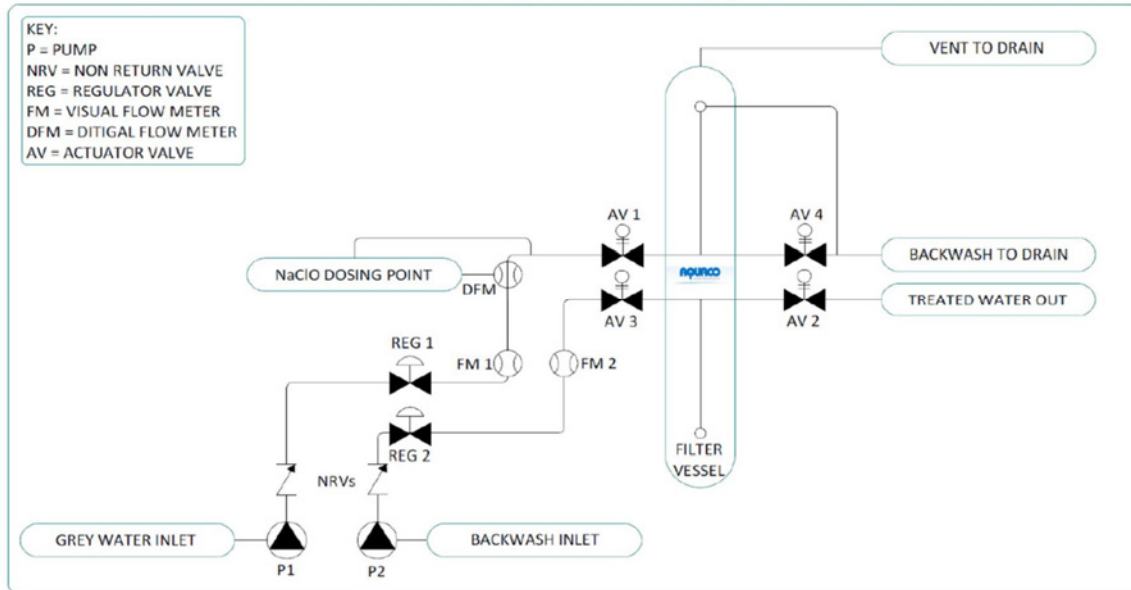 KEY:
P = PUMP
NRV = NON RETURN VALVE
REG = REGULATOR VALVE
FM = VISUAL FLOW METER
DFM = DITIGAL FLOW METER
AV = ACTUATOR VALVE
VENT TO DRAIN
AV 1
AV 4
NaClO DOSING POINT
DFM
AQUACO
BACKWASH TO DRAIN
AV 3
AV 2
TREATED WATER OUT
REG 1
FM 1
FM 2
REG 2
FILTER
VESSEL
NRVs
GREY WATER INLET
P1
P2
BACKWASH INLET